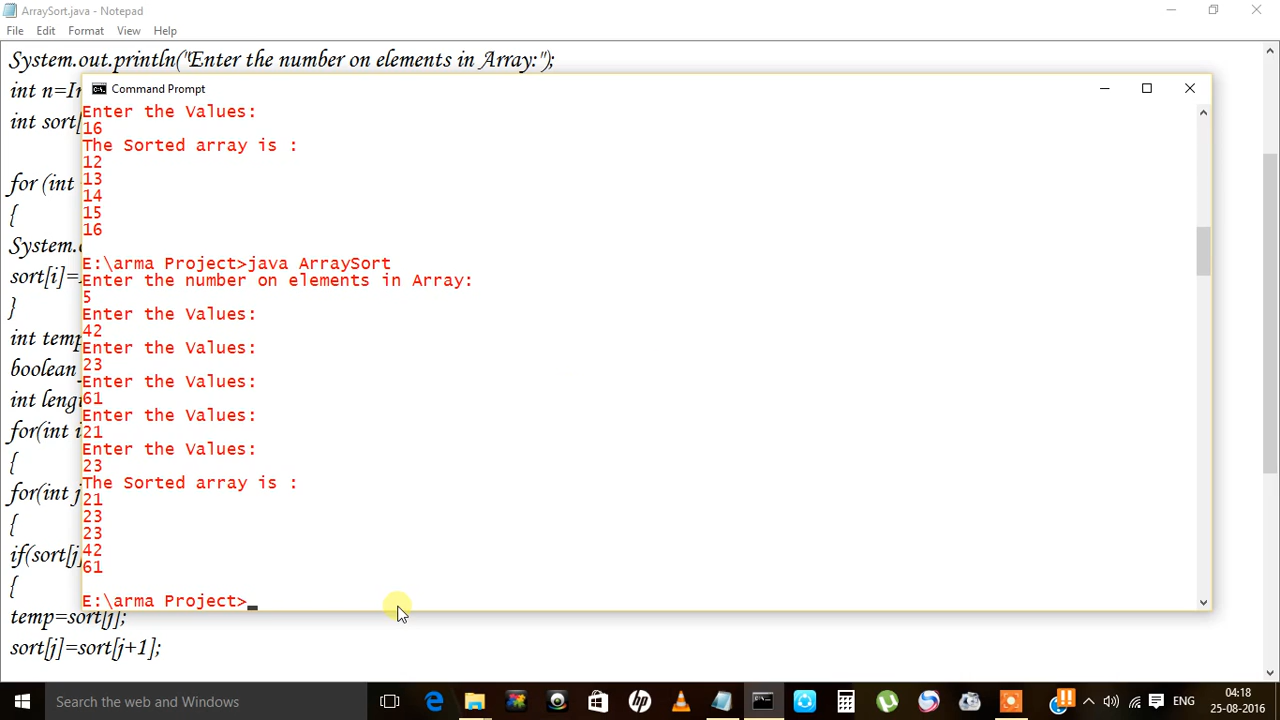 ArraySort.java - Notepad
File Edit Format View Help
System.out.println("Enter the number on elements in Array:");
int n=In
int sort[
for (int
{
System.o
sort[i]=
}
int temp
boolean
int leng
for(int i
{
for(int j
{
if(sort[j
{
temp=sort[j];
sort[j]=sort[j+1];
Command Prompt
Enter the Values:
16
The Sorted array is :
12
13
14
15
16
E:\arma Project>java ArraySort
Enter the number on elements in Array:
5
Enter the Values:
42
Enter the Values:
23
Enter the Values:
61
Enter the Values:
21
Enter the Values:
23
The Sorted array is :
21
23
23
42
61
E:\arma Project>
Search the web and Windows
ENG
04:18
25-08-2016